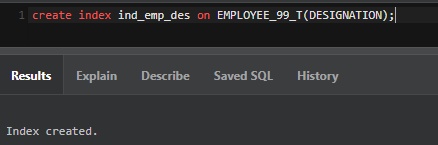 1 create index ind_emp_des on EMPLOYEE_99_T(DESIGNATION);
Results Explain Describe Saved SQL History
Index created.